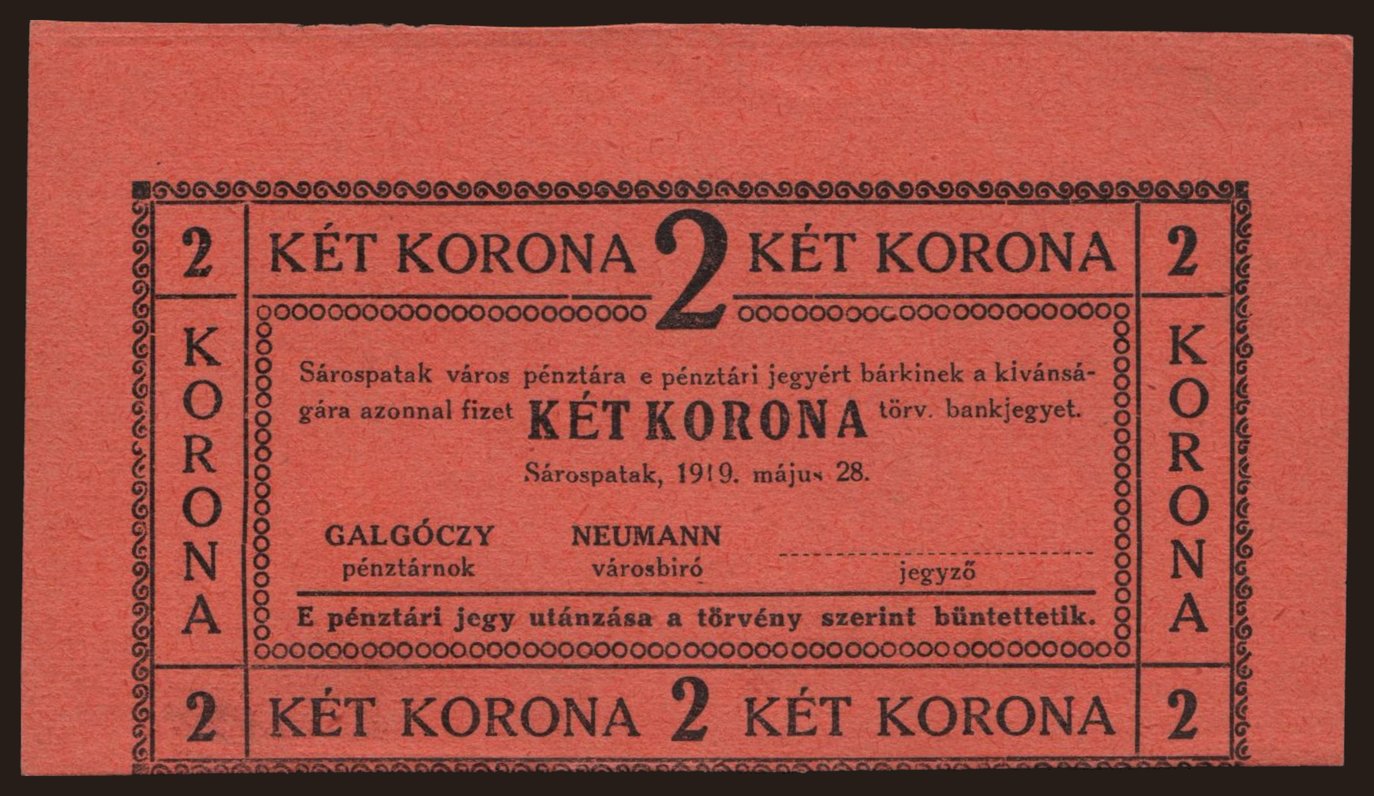 2 KÉT KORONA 2 KÉT KORONA 2
KORONA
KORONA
Sárospatak város pénztára e pénztári jegyért bárkinek a kivánsá-
gára azonnal fizet KÉT KORONA törv. bankjegyet.
Sárospatak, 1919. május 28.
GALGÓCZY NEUMANN
pénztárnok városbiró jegyző
E pénztári jegy utánzása a törvény szerint büntettetik.
2 KÉT KORONA 2 KÉT KORONA 2